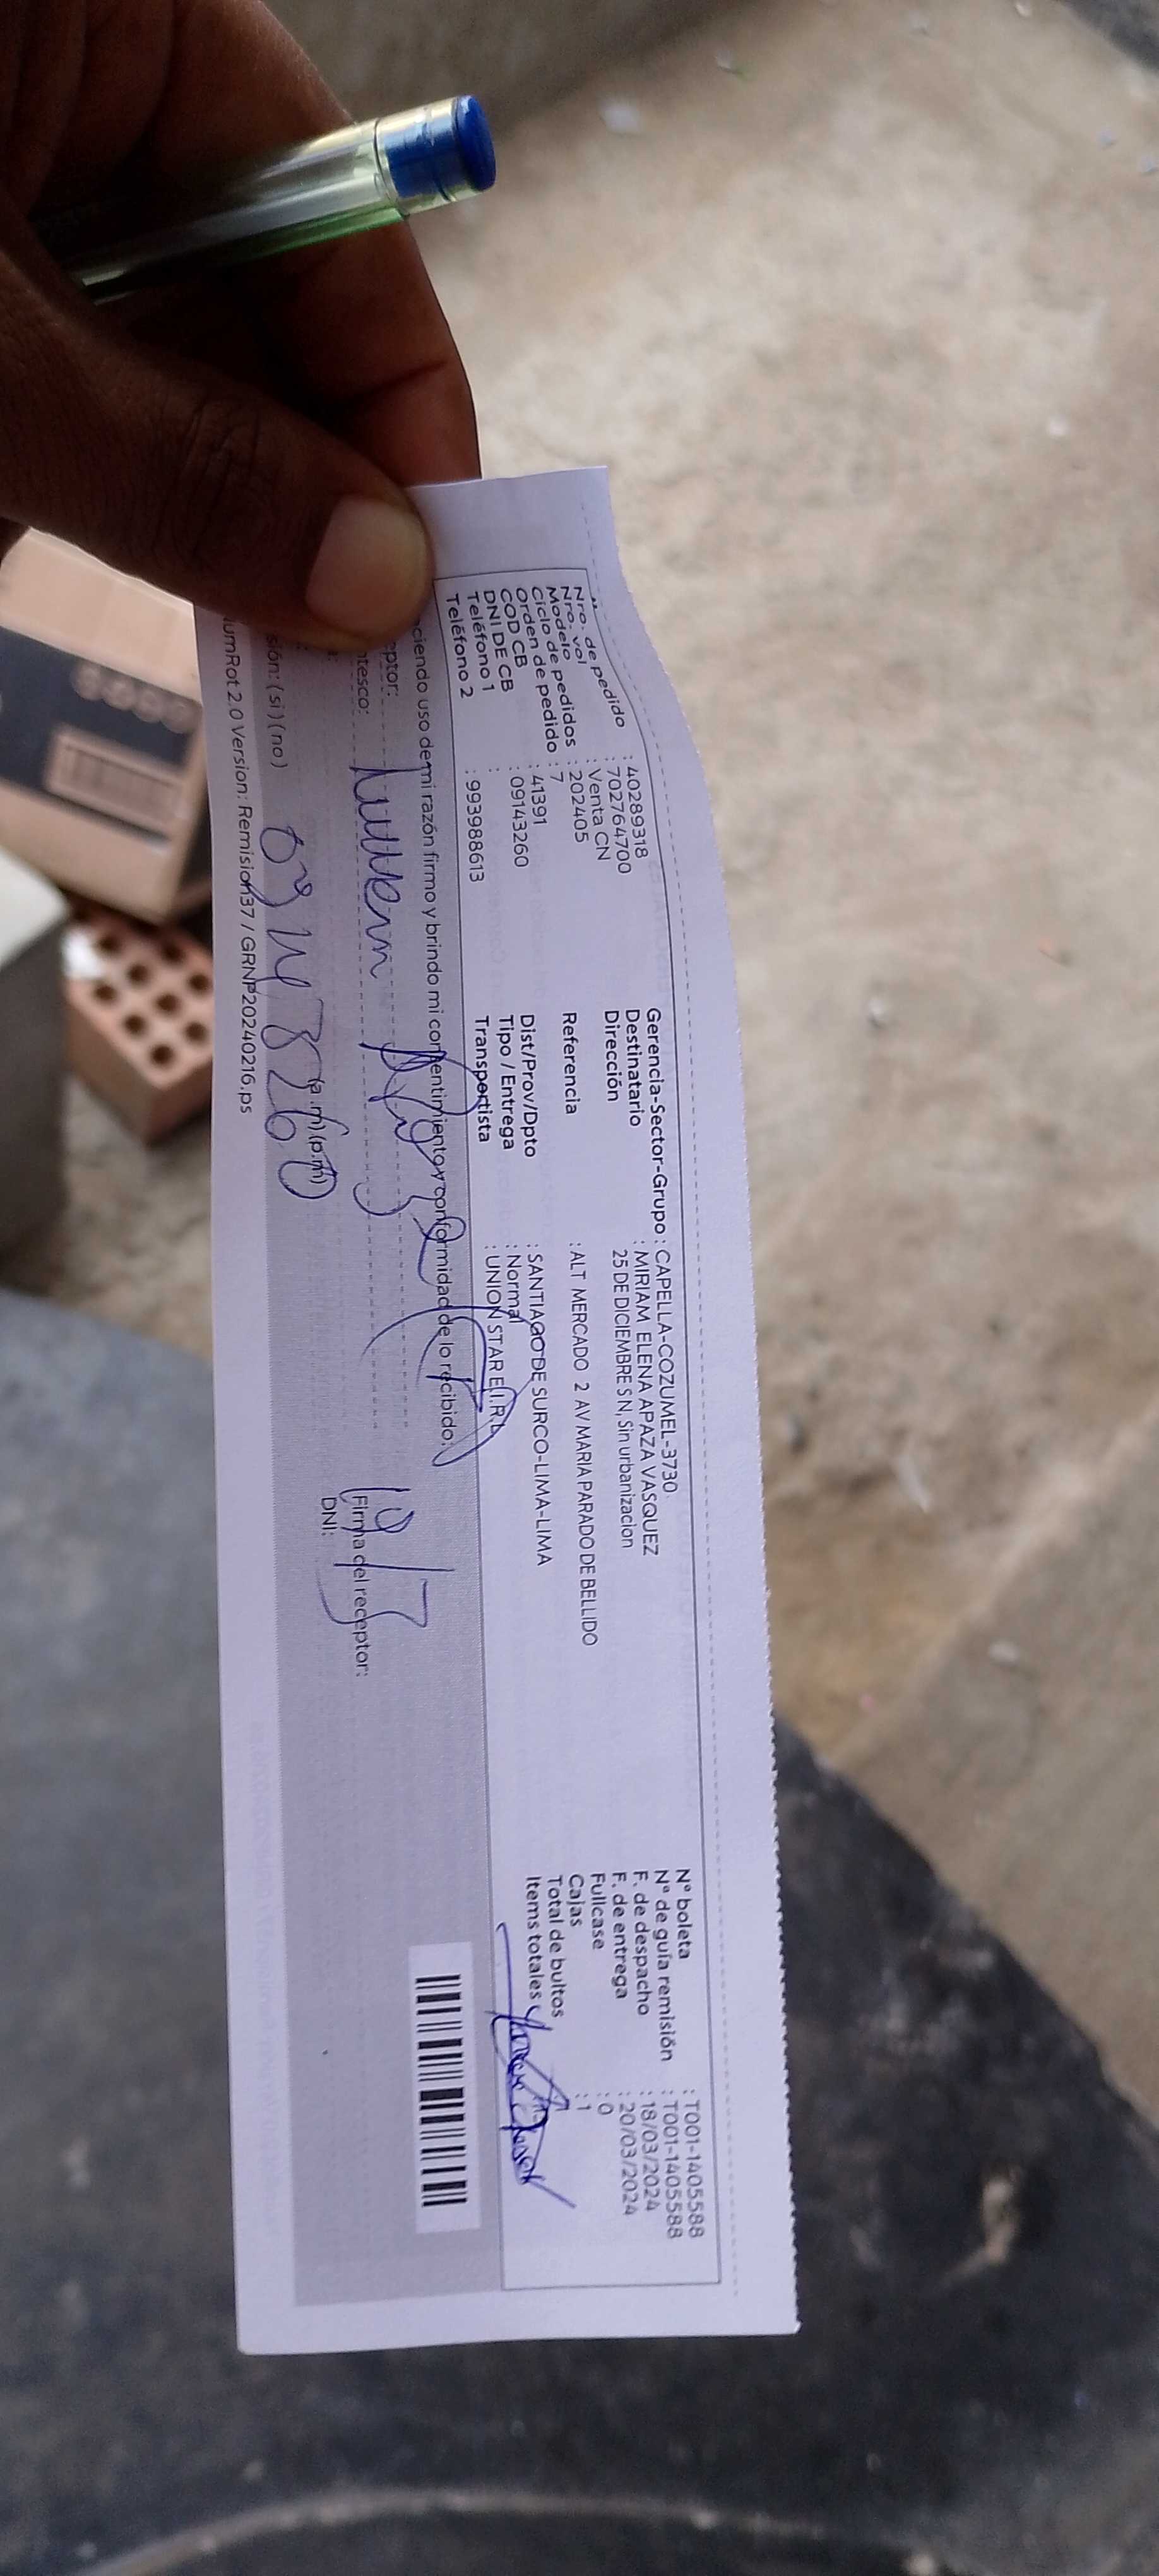 Nro. de pedido : 40289318
Nro. vol : 702764700
Modelo : Venta CN
Ciclo de pedidos : 202405
Orden de pedido : 7
COD CB : 41391
DNI DE CB : 09143260
Teléfono 1 :
Teléfono 2 : 993988613
Gerencia-Sector-Grupo : CAPELLA-COZUMEL-3730
Destinatario : MIRIAM ELENA APAZA VASQUEZ
Dirección 25 DE DICIEMBRE S N, Sin urbanizacion
Referencia : ALT MERCADO 2 AV MARIA PARADO DE BELLIDO
Dist/Prov/Dpto : SANTIAGO DE SURCO-LIMA-LIMA
Tipo / Entrega : Normal
Transportista : UNION STAR E.I.R.L
N° boleta : T001-1405588
N° de guía remisión : T001-1405588
F. de despacho : 18/03/2024
F. de entrega : 20/03/2024
Fullcase : 0
Cajas : 1
Total de bultos
Items totales
ciendo uso de mi razón firmo y brindo mi consentimiento y conformidad de lo recibido:
ptor:
tesco:
Firma del receptor:
DNI:
(a.m) (p.m)
sión: (si) (no)
09143260
umRot 2.0 Version: Remision37 / GRNP20240216.ps